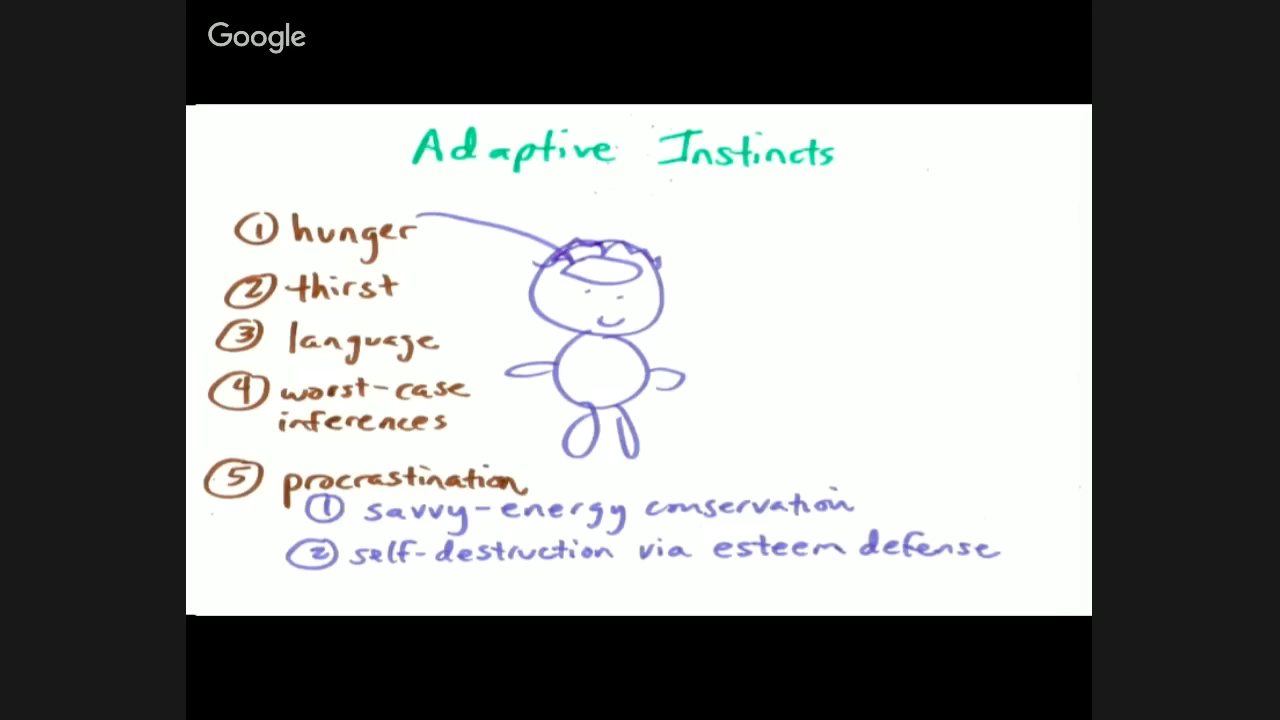 Google
Adaptive Instincts
① hunger
② thirst
③ language
④ worst-case
inferences
⑤ procrastination
① savvy-energy conservation
② self-destruction via esteem defense